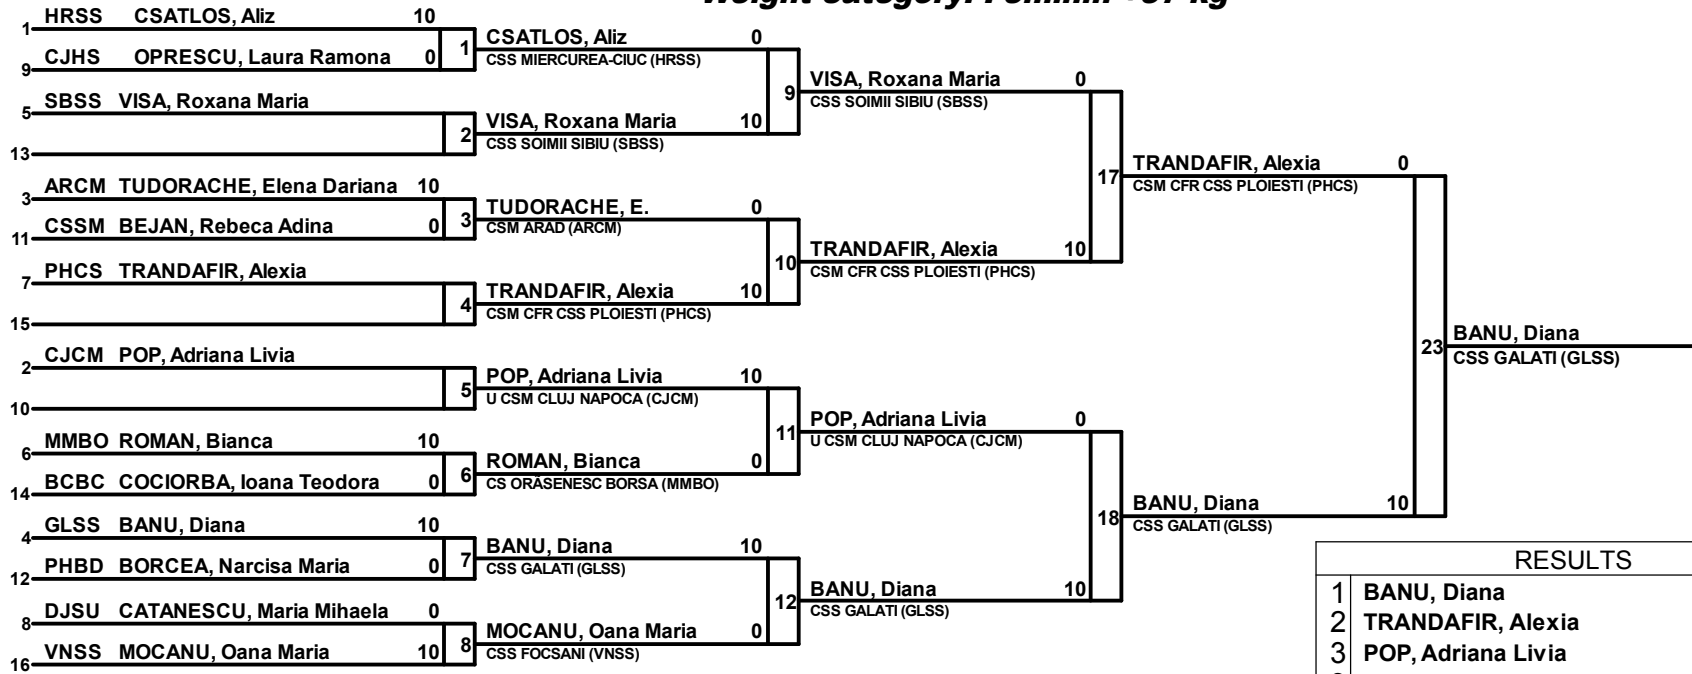 Weight category: Feminin -57 kg
HRSS CSATLOS, Aliz 10
1
CJHS OPRESCU, Laura Ramona 0
9
1
CSATLOS, Aliz 0
CSS MIERCUREA-CIUC (HRSS)
SBSS VISA, Roxana Maria
5
13
2
VISA, Roxana Maria 10
CSS SOIMII SIBIU (SBSS)
9
VISA, Roxana Maria 0
CSS SOIMII SIBIU (SBSS)
ARCM TUDORACHE, Elena Dariana 10
3
CSSM BEJAN, Rebeca Adina 0
11
3
TUDORACHE, E. 0
CSM ARAD (ARCM)
PHCS TRANDAFIR, Alexia
7
15
4
TRANDAFIR, Alexia 10
CSM CFR CSS PLOIESTI (PHCS)
10
TRANDAFIR, Alexia 10
CSM CFR CSS PLOIESTI (PHCS)
17
TRANDAFIR, Alexia 0
CSM CFR CSS PLOIESTI (PHCS)
CJCM POP, Adriana Livia
2
10
5
POP, Adriana Livia 10
U CSM CLUJ NAPOCA (CJCM)
MMBO ROMAN, Bianca 10
6
BCBC COCIORBA, Ioana Teodora 0
14
6
ROMAN, Bianca 0
CS ORĂSENESC BORSA (MMBO)
11
POP, Adriana Livia 0
U CSM CLUJ NAPOCA (CJCM)
GLSS BANU, Diana 10
4
PHBD BORCEA, Narcisa Maria 0
12
7
BANU, Diana 10
CSS GALATI (GLSS)
DJSU CATANESCU, Maria Mihaela 0
8
VNSS MOCANU, Oana Maria 10
16
8
MOCANU, Oana Maria 0
CSS FOCSANI (VNSS)
12
BANU, Diana 10
CSS GALATI (GLSS)
18
BANU, Diana 10
CSS GALATI (GLSS)
23
BANU, Diana
CSS GALATI (GLSS)
RESULTS
1 BANU, Diana
2 TRANDAFIR, Alexia
3 POP, Adriana Livia